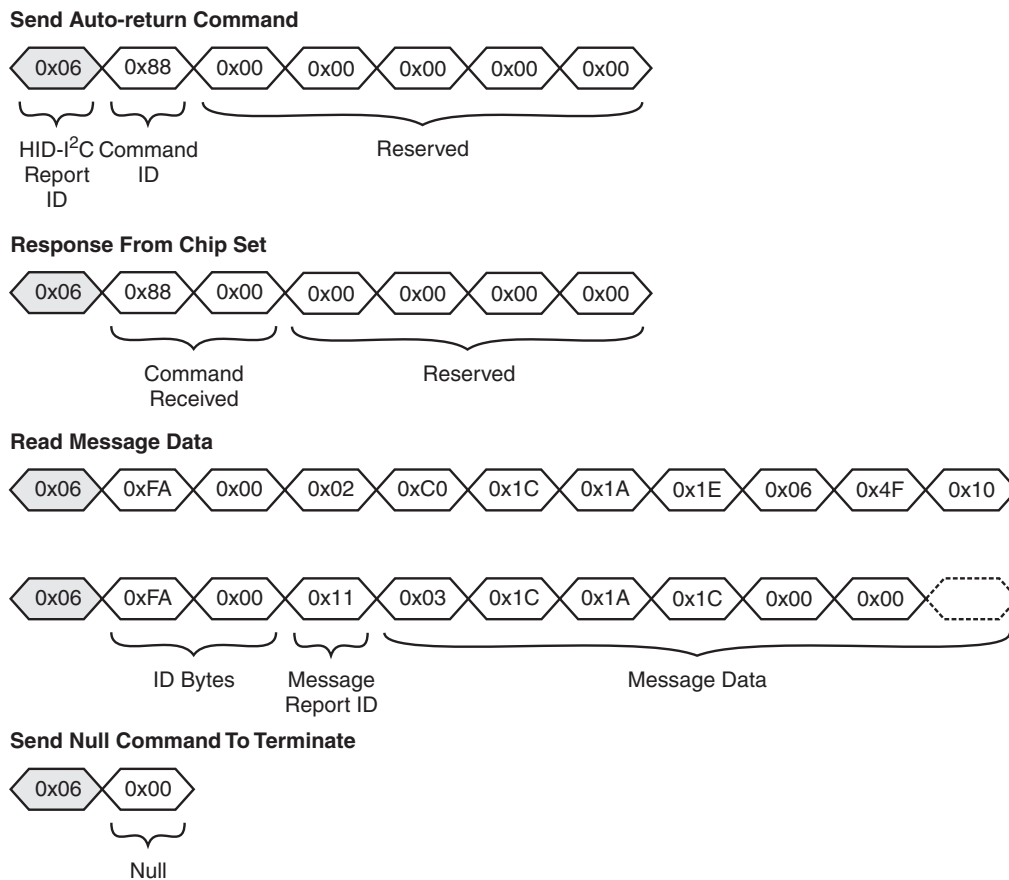 Send Auto-return Command
0x06 0x88 0x00 0x00 0x00 0x00 0x00
HID-I²C Command Reserved
Report ID
ID
Response From Chip Set
0x06 0x88 0x00 0x00 0x00 0x00 0x00
Command Reserved
Received
Read Message Data
0x06 0xFA 0x00 0x02 0xC0 0x1C 0x1A 0x1E 0x06 0x4F 0x10
0x06 0xFA 0x00 0x11 0x03 0x1C 0x1A 0x1C 0x00 0x00
ID Bytes Message Message Data
Report ID
Send Null Command To Terminate
0x06 0x00
Null